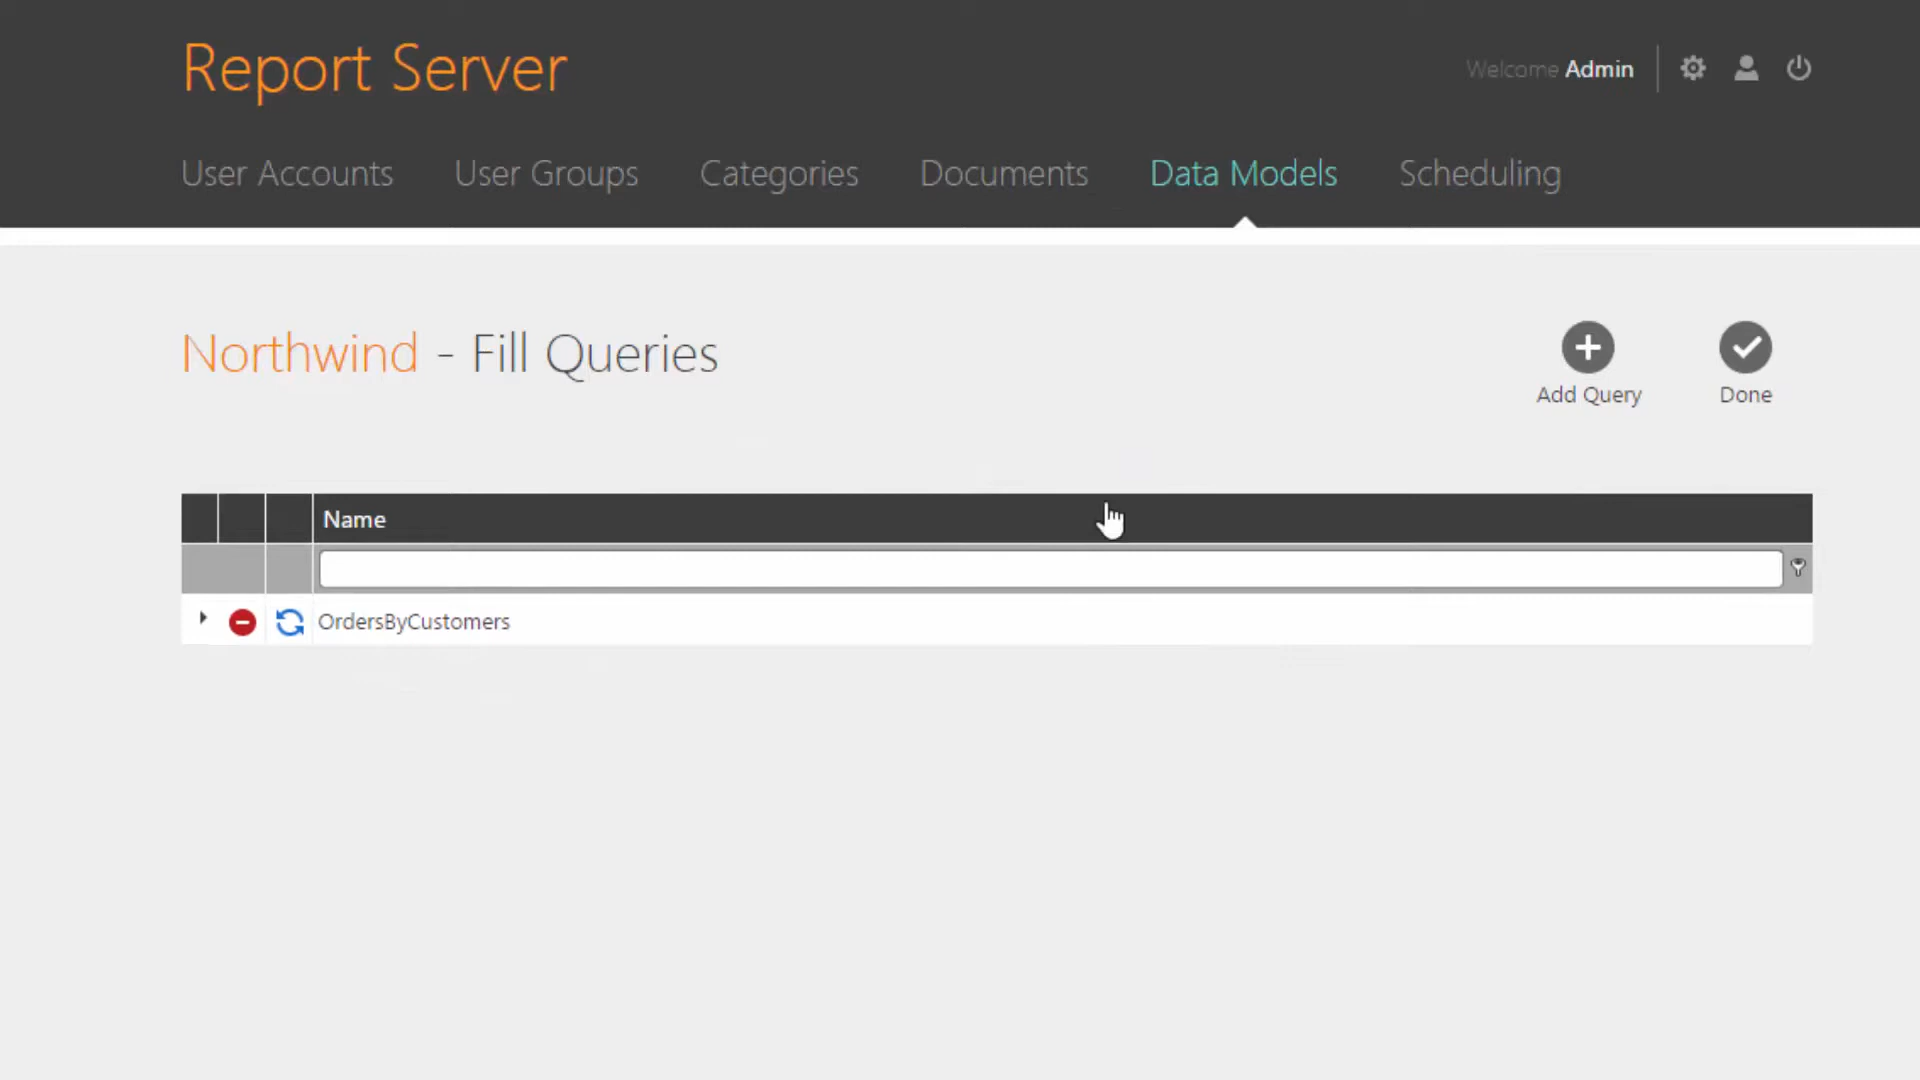 Report Server
Welcome Admin
User Accounts User Groups Categories Documents Data Models Scheduling
Northwind - Fill Queries
Add Query Done
Name
OrdersByCustomers